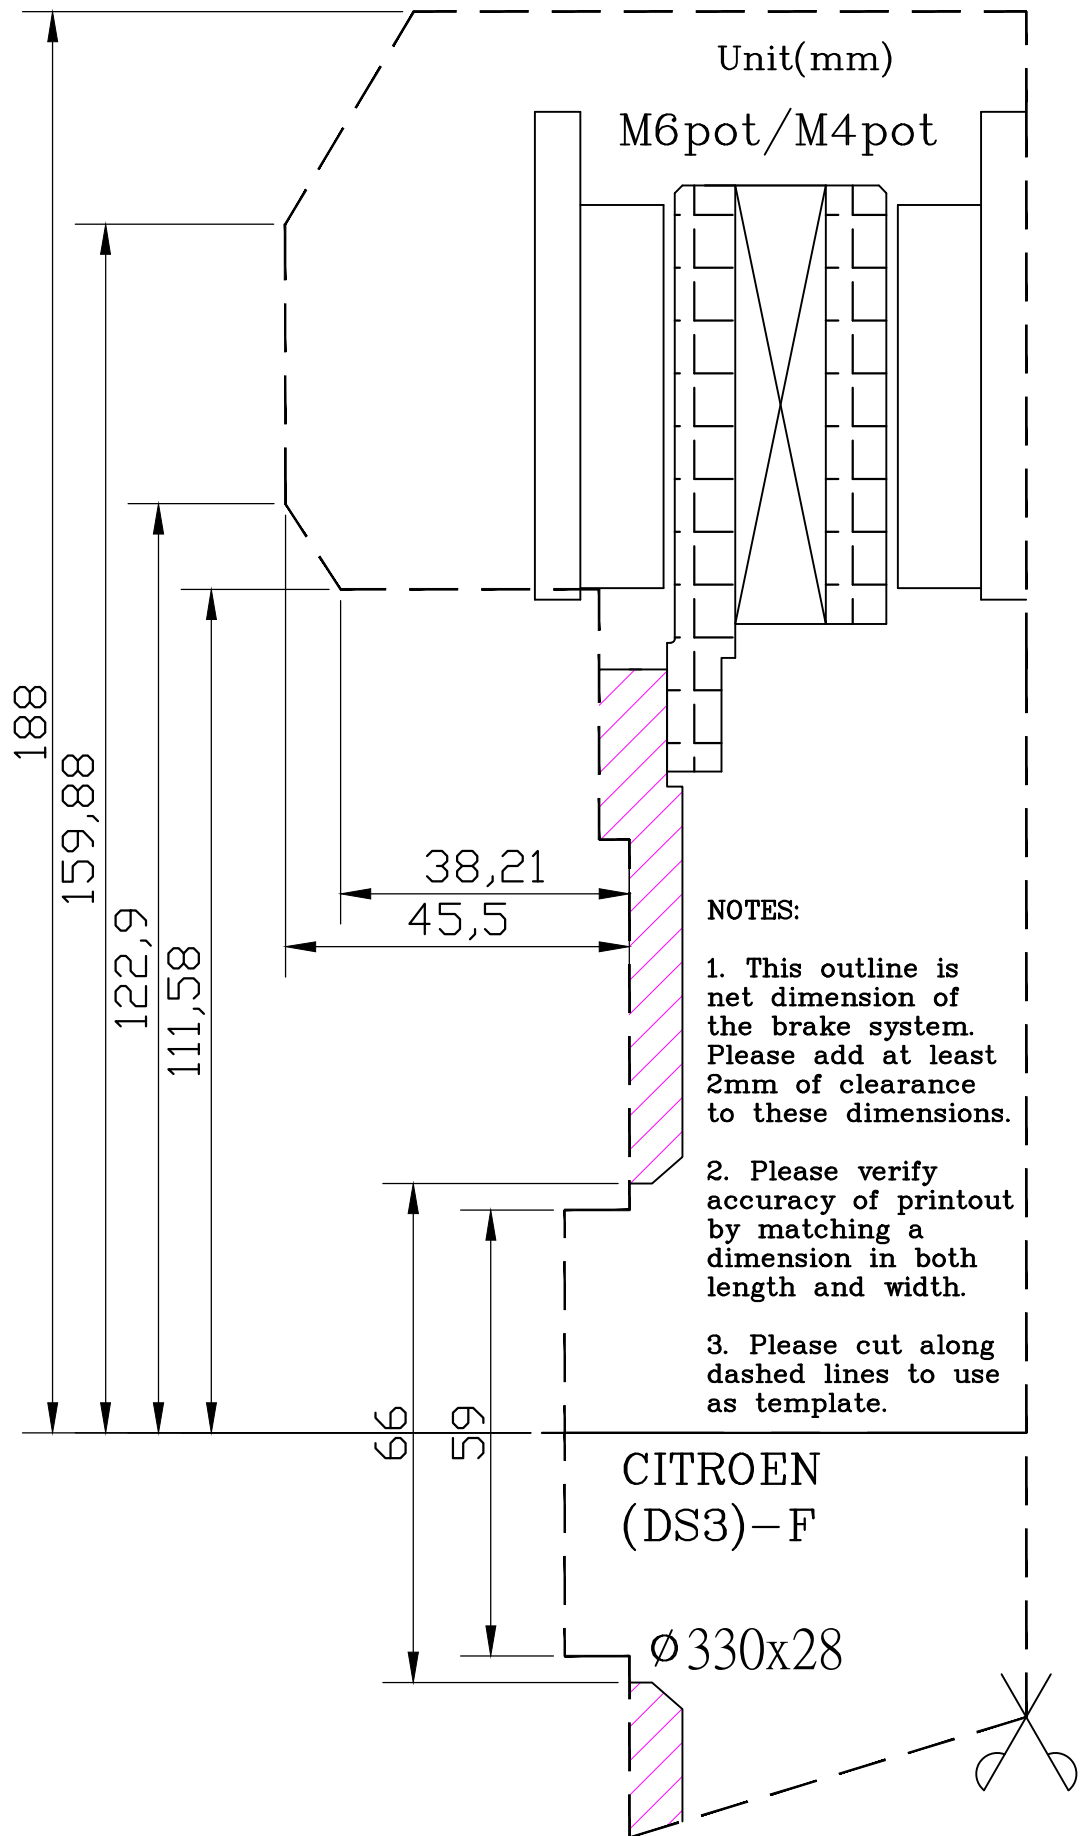 Unit(mm)
M6pot/M4pot
188
159,88
122,9
111,58
38,21
45,5
NOTES:
1. This outline is
net dimension of
the brake system.
Please add at least
2mm of clearance
to these dimensions.
2. Please verify
accuracy of printout
by matching a
dimension in both
length and width.
3. Please cut along
dashed lines to use
as template.
66
59
CITROEN
(DS3)-F
Ø330x28